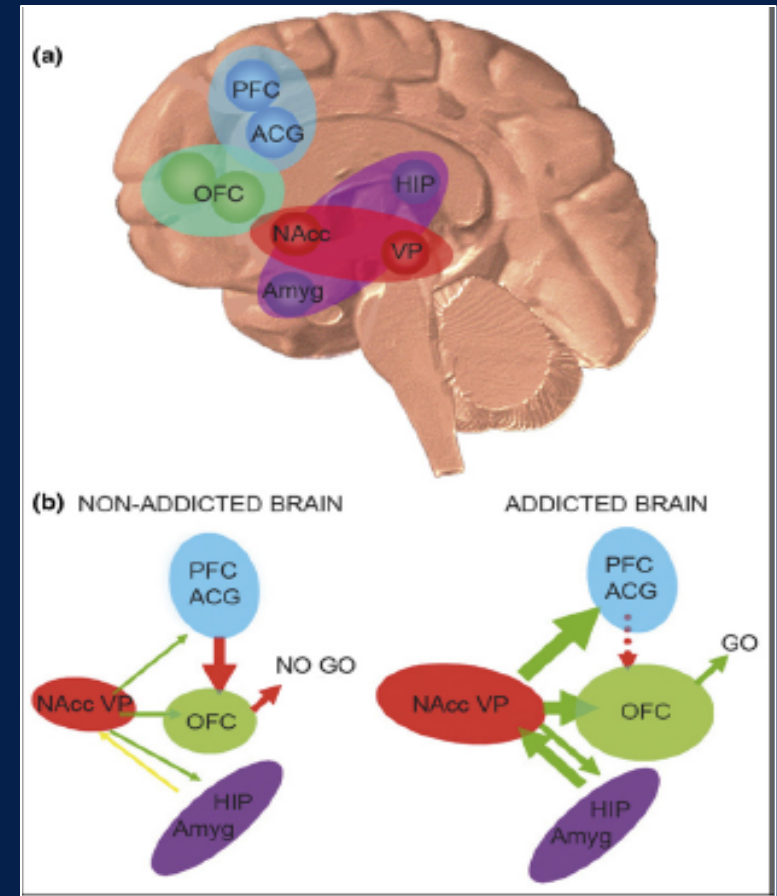 (a)
PFC
ACG
OFC
HIP
NAcc
VP
Amyg
(b) NON-ADDICTED BRAIN
ADDICTED BRAIN
PFC
ACG
NO GO
NAcc VP
OFC
HIP
Amyg
PFC
ACG
GO
NAcc VP
OFC
HIP
Amyg